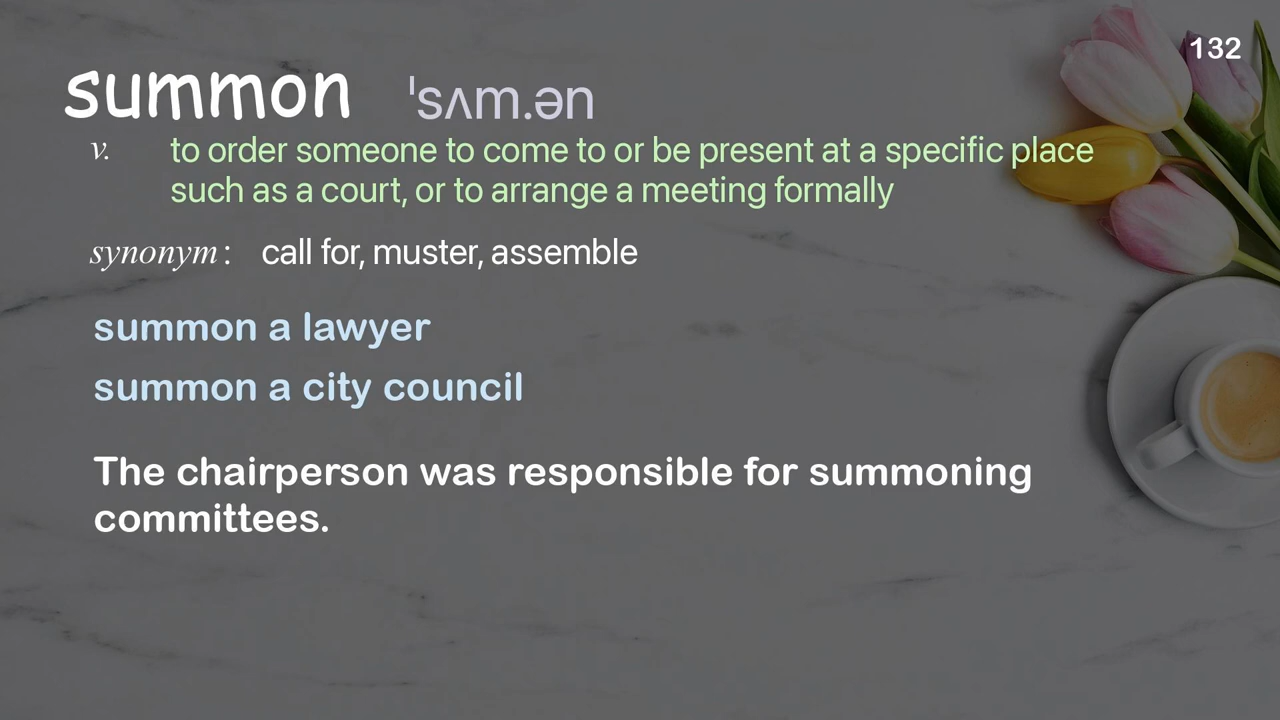 132
summon ˈsʌm.ən
v. to order someone to come to or be present at a specific place
such as a court, or to arrange a meeting formally
synonym : call for, muster, assemble
summon a lawyer
summon a city council
The chairperson was responsible for summoning
committees.